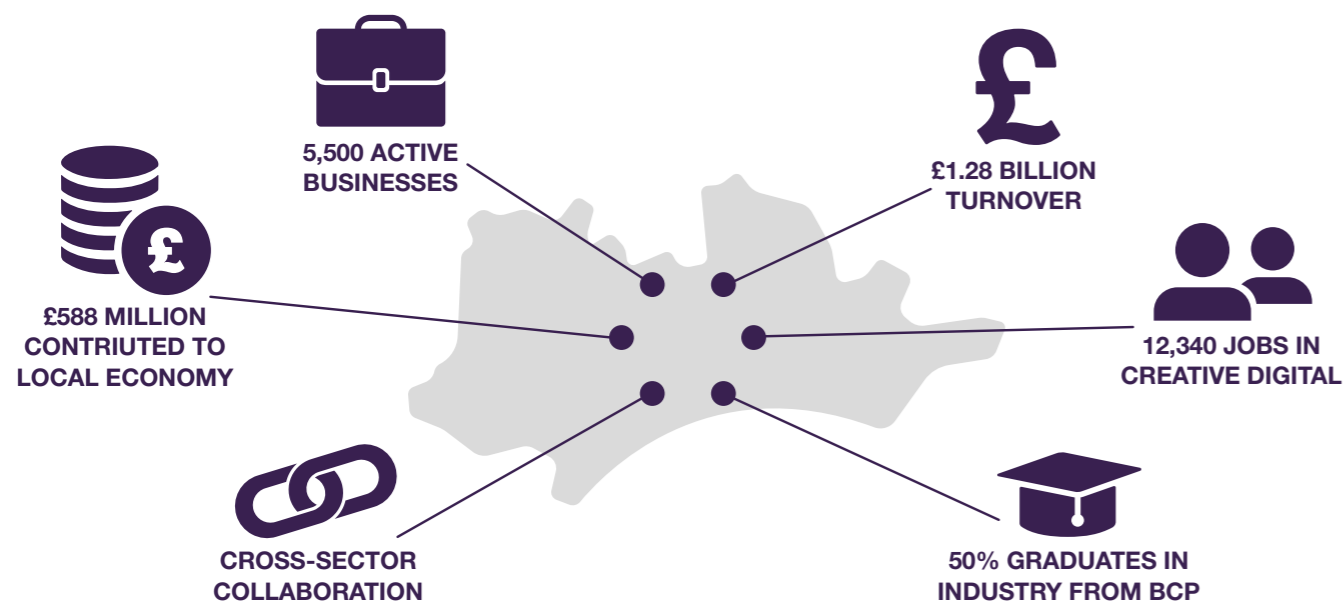 5,500 ACTIVE
BUSINESSES
£
£1.28 BILLION
TURNOVER
£
£588 MILLION
CONTRIUTED TO
LOCAL ECONOMY
12,340 JOBS IN
CREATIVE DIGITAL
CROSS-SECTOR
COLLABORATION
50% GRADUATES IN
INDUSTRY FROM BCP